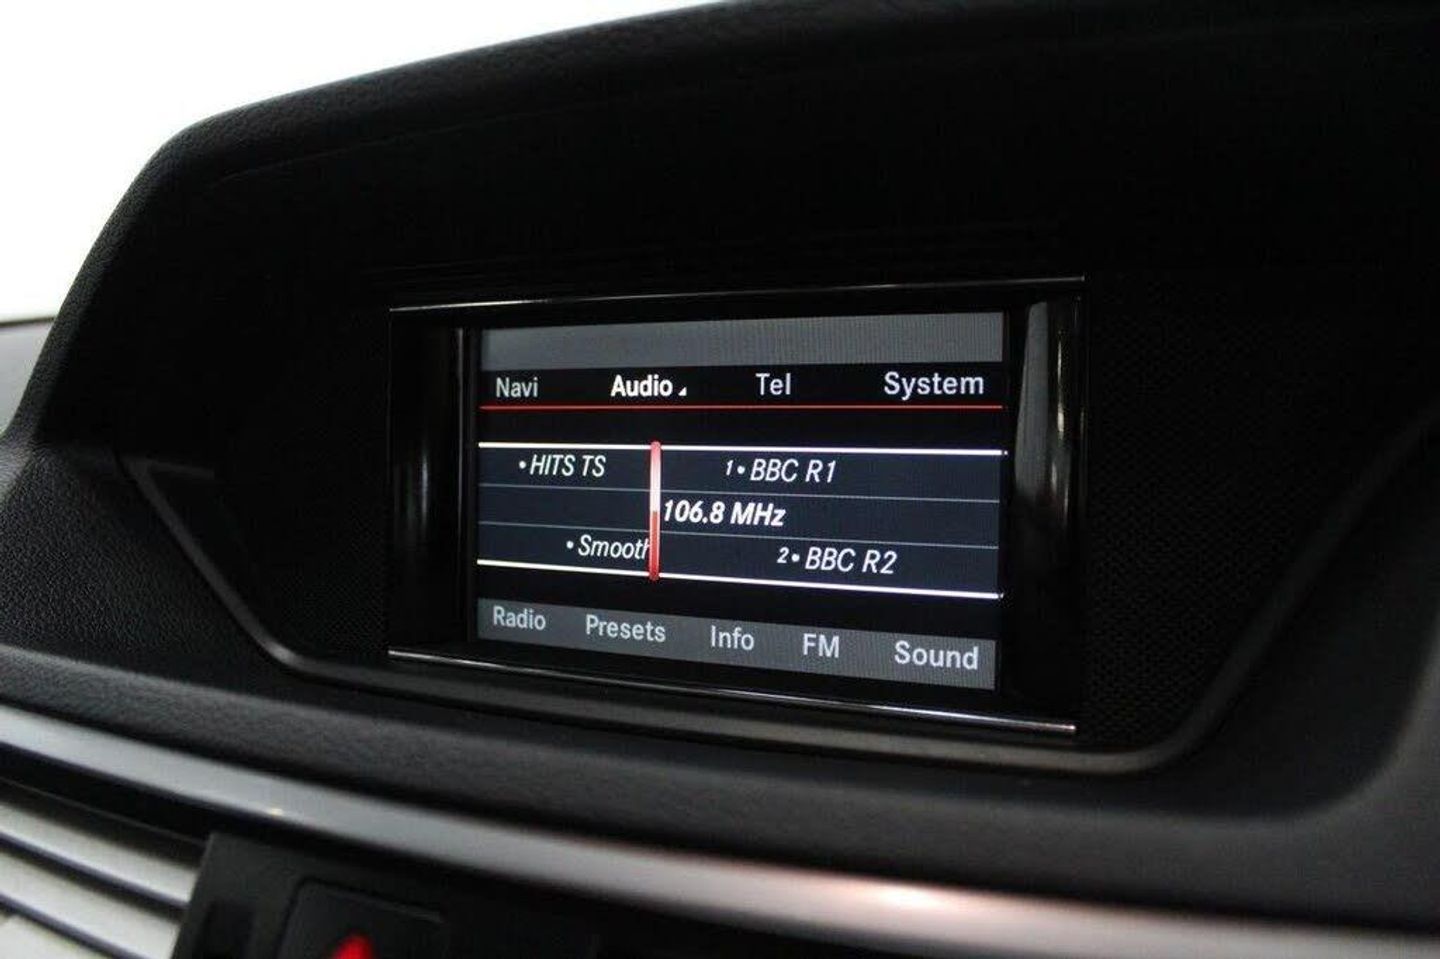 Navi Audio Tel System
•HITS TS 1•BBC R1
106.8 MHz
•Smooth 2•BBC R2
Radio Presets Info FM Sound